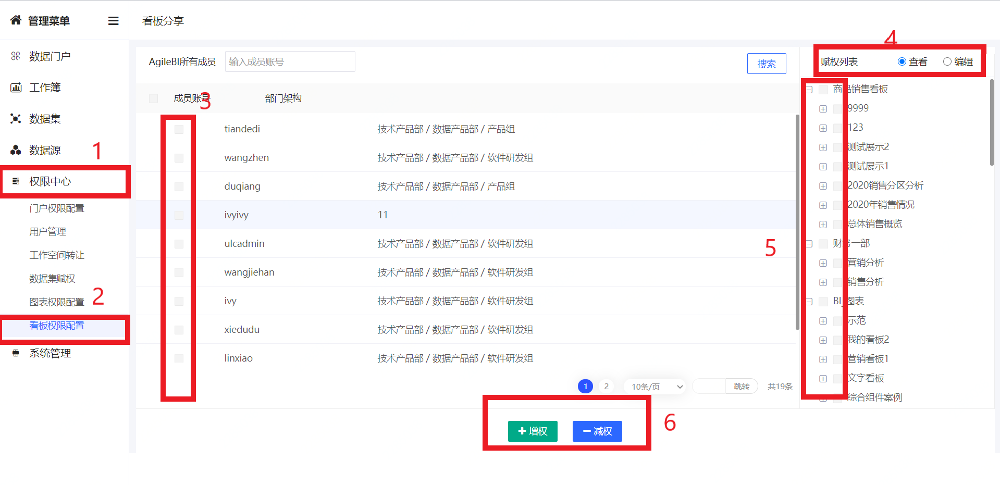 管理菜单
看板分享
数据门户
工作簿
数据集
数据源
1
权限中心
门户权限配置
用户管理
工作空间转让
数据集赋权
图表权限配置
2
看板权限配置
系统管理
AgileBI所有成员
输入成员账号
搜索
成员账号
3
部门架构
tiandedi
技术产品部 / 数据产品部 / 产品组
wangzhen
技术产品部 / 数据产品部 / 软件研发组
duqiang
技术产品部 / 数据产品部 / 产品组
ivyivy
11
ulcadmin
技术产品部 / 数据产品部 / 软件研发组
wangjiehan
技术产品部 / 数据产品部 / 软件研发组
ivy
技术产品部 / 数据产品部 / 软件研发组
xiedudu
技术产品部 / 数据产品部 / 软件研发组
linxiao
技术产品部 / 数据产品部 / 软件研发组
1
2
10条/页
跳转
共19条
4
赋权列表
查看
编辑
5
商品销售看板
9999
123
测试展示2
测试展示1
2020销售分区分析
2020年销售情况
总体销售概览
财务一部
营销分析
销售分析
BI_图表
示范
我的看板2
营销看板1
文字看板
综合组件案例
增权
减权
6